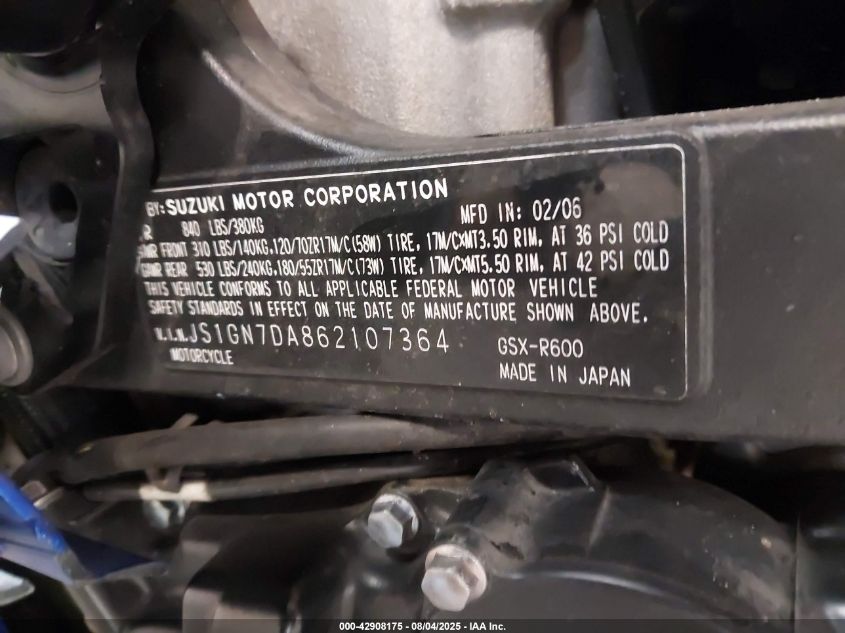 BY: SUZUKI MOTOR CORPORATION
MFD IN: 02/06
R 840 LBS/380KG
GAWR FRONT 310 LBS/140KG,120/70ZR17M/C(58W) TIRE, 17M/CXMT3.50 RIM, AT 36 PSI COLD
GAWR REAR 530 LBS/240KG,180/55ZR17M/C(73W) TIRE, 17M/CXMT5.50 RIM, AT 42 PSI COLD
THIS VEHICLE CONFORMS TO ALL APPLICABLE FEDERAL MOTOR VEHICLE
SAFETY STANDARDS IN EFFECT ON THE DATE OF MANUFACTURE SHOWN ABOVE.
V.I.N. JS1GN7DA862107364
GSX-R600
MOTORCYCLE
MADE IN JAPAN
000-42908175 - 08/04/2025 - IAA Inc.